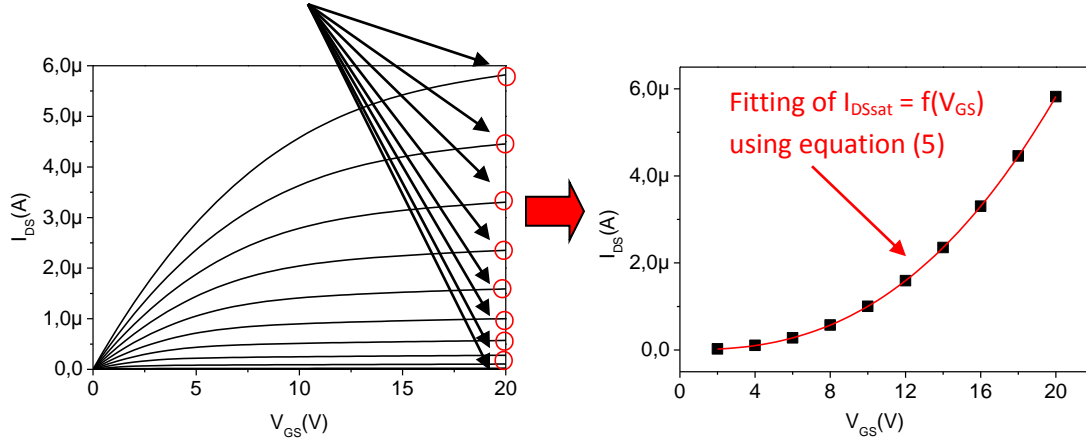 6,0µ
5,0µ
4,0µ
3,0µ
2,0µ
1,0µ
0,0
I_DS(A)
0 5 10 15 20
V_GS(V)
Fitting of I_DSsat = f(V_GS)
using equation (5)
6,0µ
4,0µ
2,0µ
0,0
I_DS(A)
0 4 8 12 16 20
V_GS(V)